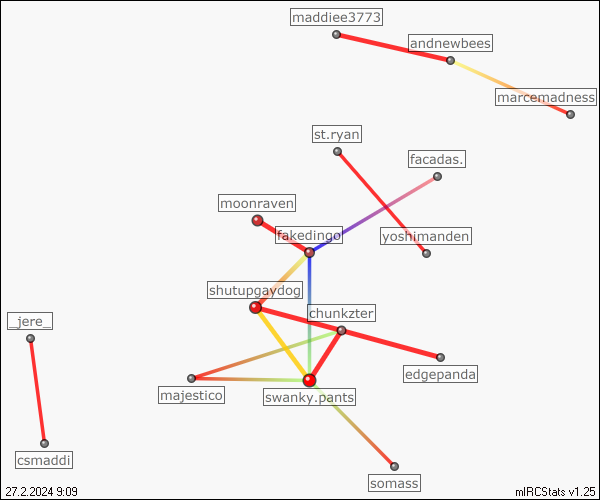 maddiee3773
andnewbees
marcemadness
st.ryan
facadas.
moonraven
fakedingo
yoshimanden
shutupgaydog
chunkzter
_jere_
edgepanda
majestico
swanky.pants
csmaddi
somass
27.2.2024 9:09
mIRCStats v1.25